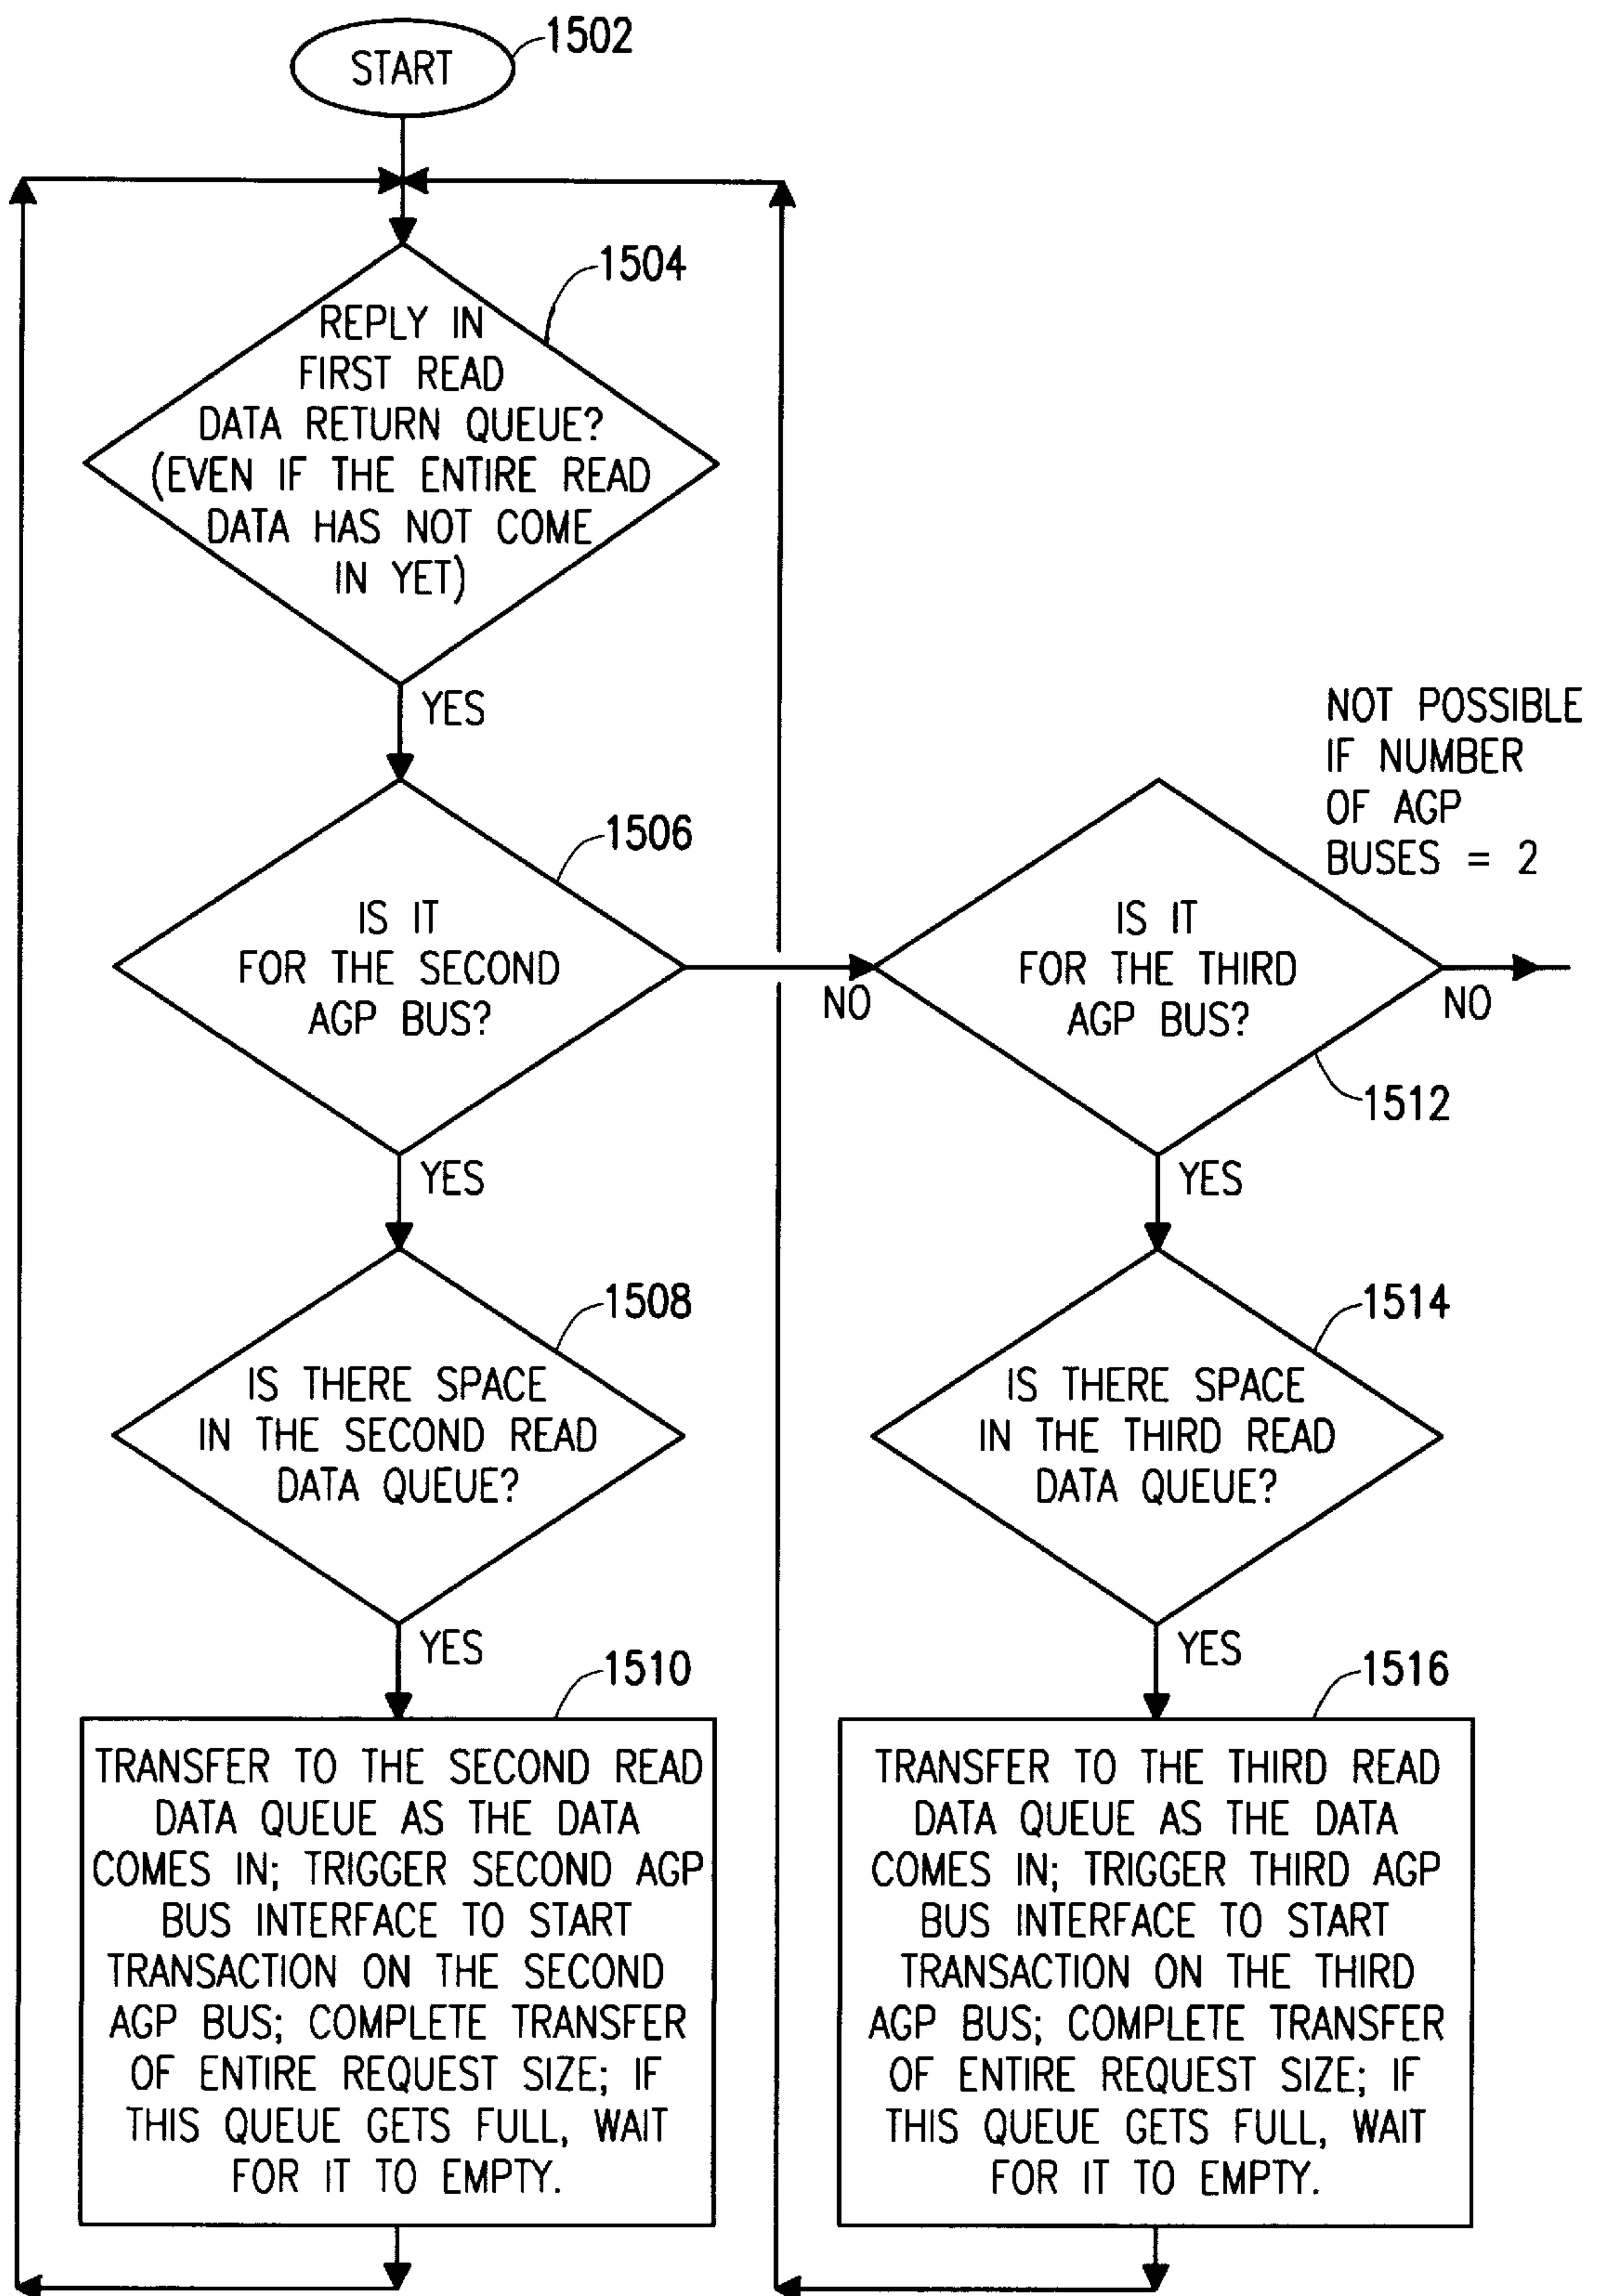 START
1502
1504
REPLY IN
FIRST READ
DATA RETURN QUEUE?
(EVEN IF THE ENTIRE READ
DATA HAS NOT COME
IN YET)
YES
1506
IS IT
FOR THE SECOND
AGP BUS?
NO
YES
NOT POSSIBLE
IF NUMBER
OF AGP
BUSES = 2
IS IT
FOR THE THIRD
AGP BUS?
NO
1512
YES
1508
IS THERE SPACE
IN THE SECOND READ
DATA QUEUE?
YES
1514
IS THERE SPACE
IN THE THIRD READ
DATA QUEUE?
YES
1510
TRANSFER TO THE SECOND READ
DATA QUEUE AS THE DATA
COMES IN; TRIGGER SECOND AGP
BUS INTERFACE TO START
TRANSACTION ON THE SECOND
AGP BUS; COMPLETE TRANSFER
OF ENTIRE REQUEST SIZE; IF
THIS QUEUE GETS FULL, WAIT
FOR IT TO EMPTY.
1516
TRANSFER TO THE THIRD READ
DATA QUEUE AS THE DATA
COMES IN; TRIGGER THIRD AGP
BUS INTERFACE TO START
TRANSACTION ON THE THIRD
AGP BUS; COMPLETE TRANSFER
OF ENTIRE REQUEST SIZE; IF
THIS QUEUE GETS FULL, WAIT
FOR IT TO EMPTY.